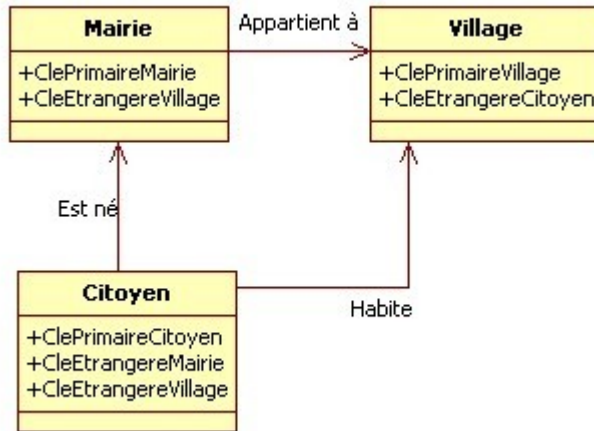 Mairie
+ClePrimaireMairie
+CleEtrangereVillage
Appartient à
Village
+ClePrimaireVillage
+CleEtrangereCitoyen
Est né
Citoyen
+ClePrimaireCitoyen
+CleEtrangereMairie
+CleEtrangereVillage
Habite